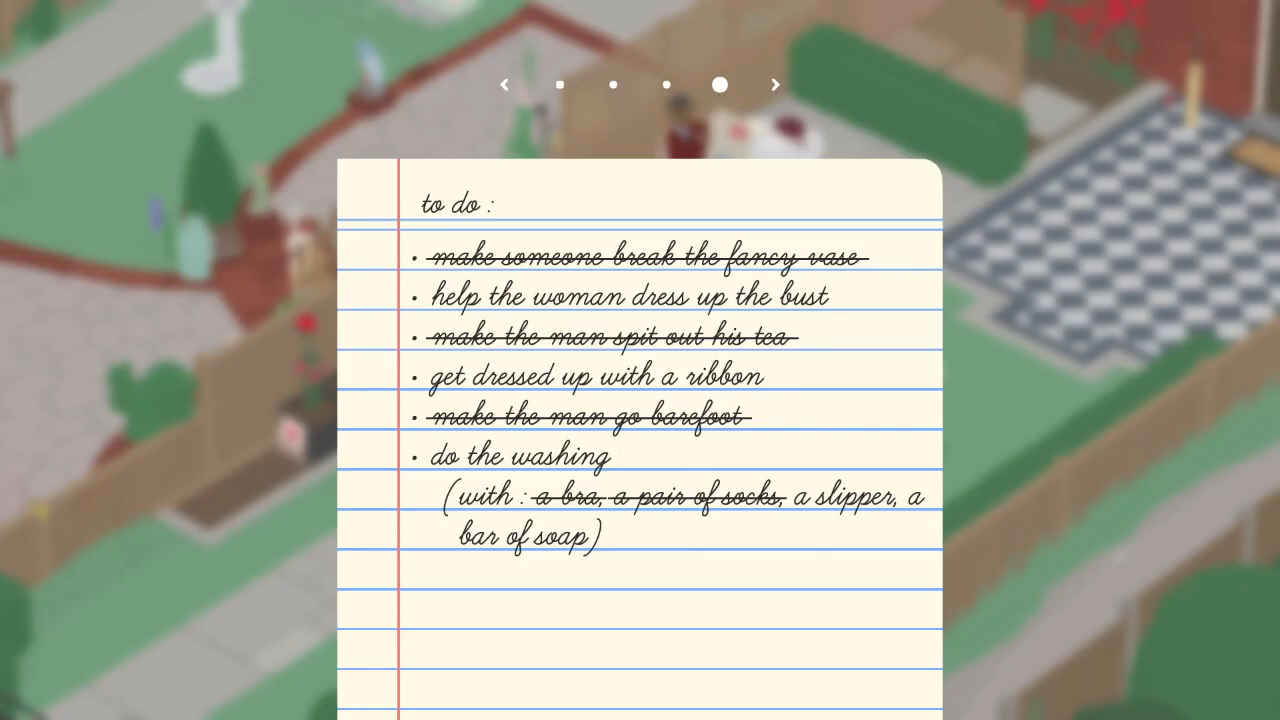 to do :
• make someone break the fancy vase
• help the woman dress up the bust
• make the man spit out his tea
• get dressed up with a ribbon
• make the man go barefoot
• do the washing
(with : a bra, a pair of socks, a slipper, a
bar of soap)